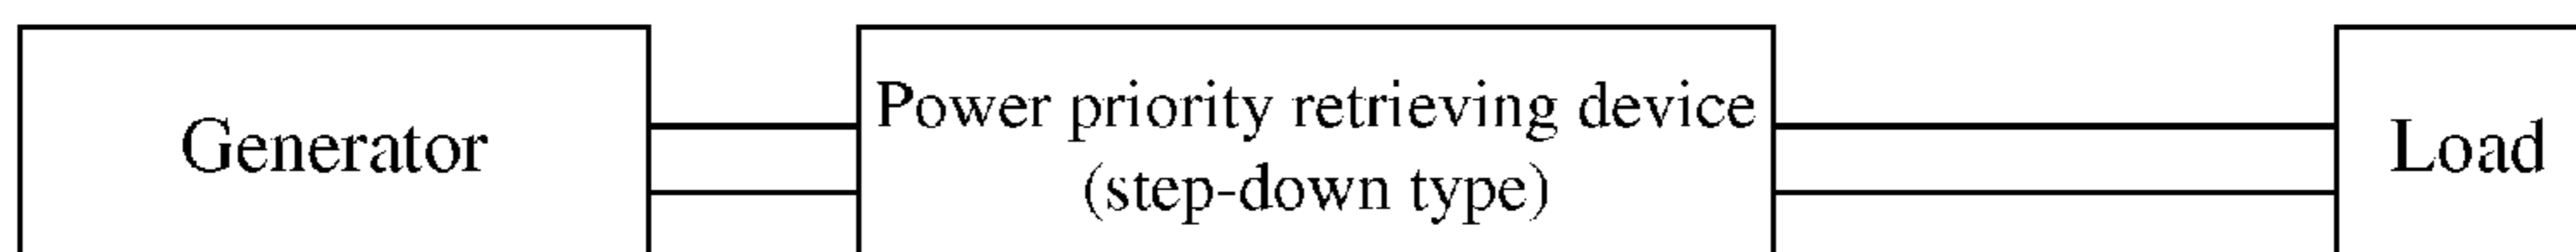 Generator
Power priority retrieving device
(step-down type)
Load